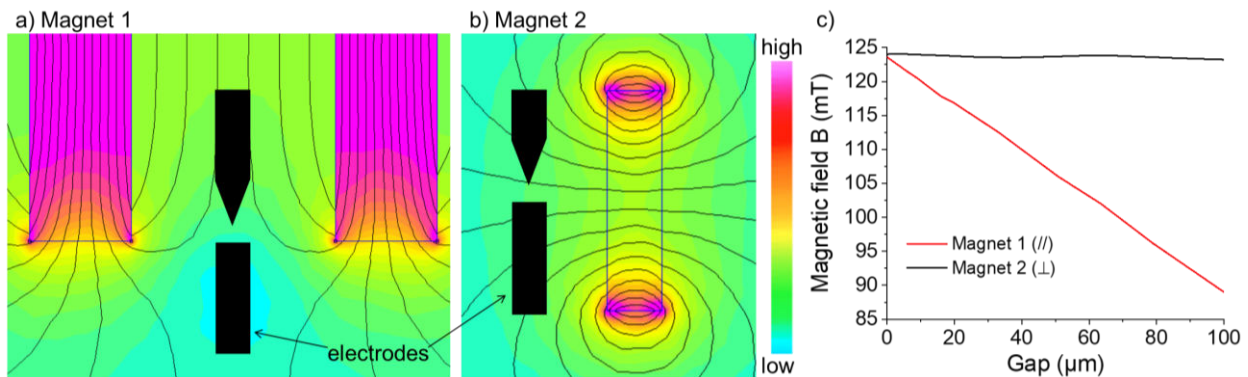 a) Magnet 1
b) Magnet 2
c)
high
low
electrodes
Magnetic field B (mT)
125
120
115
110
105
100
95
90
85
Magnet 1 (//)
Magnet 2 (⊥)
0 20 40 60 80 100
Gap (µm)